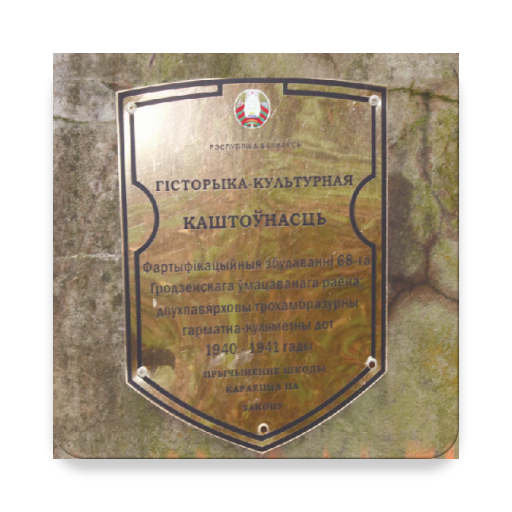 РЭСПУБЛІКА БЕЛАРУСЬ
ГІСТОРЫКА-КУЛЬТУРНАЯ
КАШТОЎНАСЦЬ
Фартыфікацыйныя збудаванні 68-га
Гродзенскага ўмацаванага раёна:
двухпавярховы трохамбразурны
гарматна-кулямётны дот
1940 - 1941 гады
ПРЫЧЫНЕННЕ ШКОДЫ
КАРАЕЦЦА ПА
ЗАКОНЕ